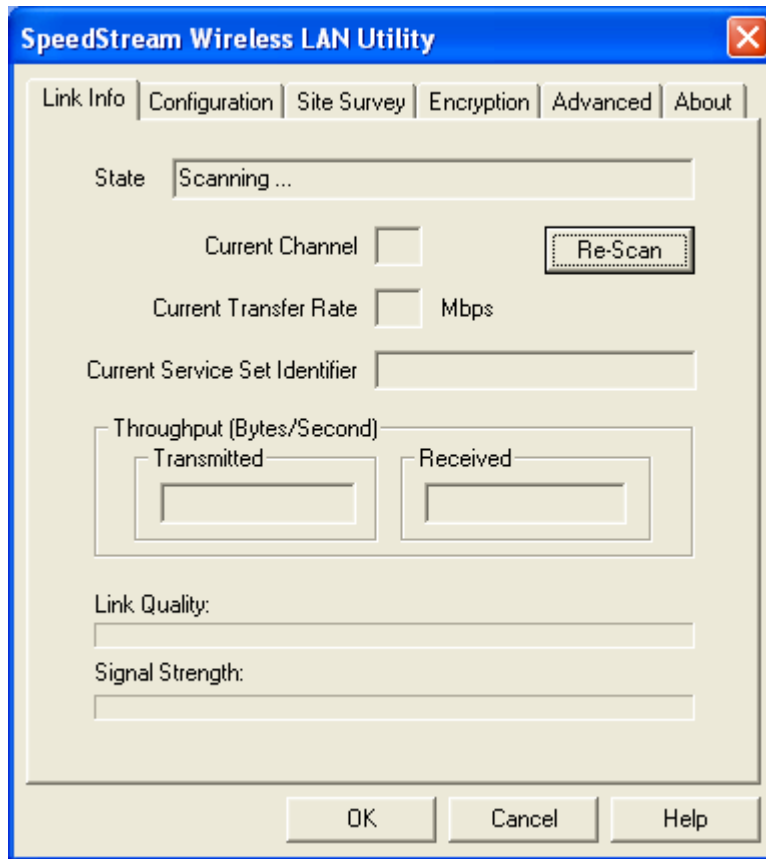 SpeedStream Wireless LAN Utility
Link Info Configuration Site Survey Encryption Advanced About
State Scanning ...
Current Channel Re-Scan
Current Transfer Rate Mbps
Current Service Set Identifier
Throughput (Bytes/Second)
Transmitted Received
Link Quality:
Signal Strength:
OK Cancel Help